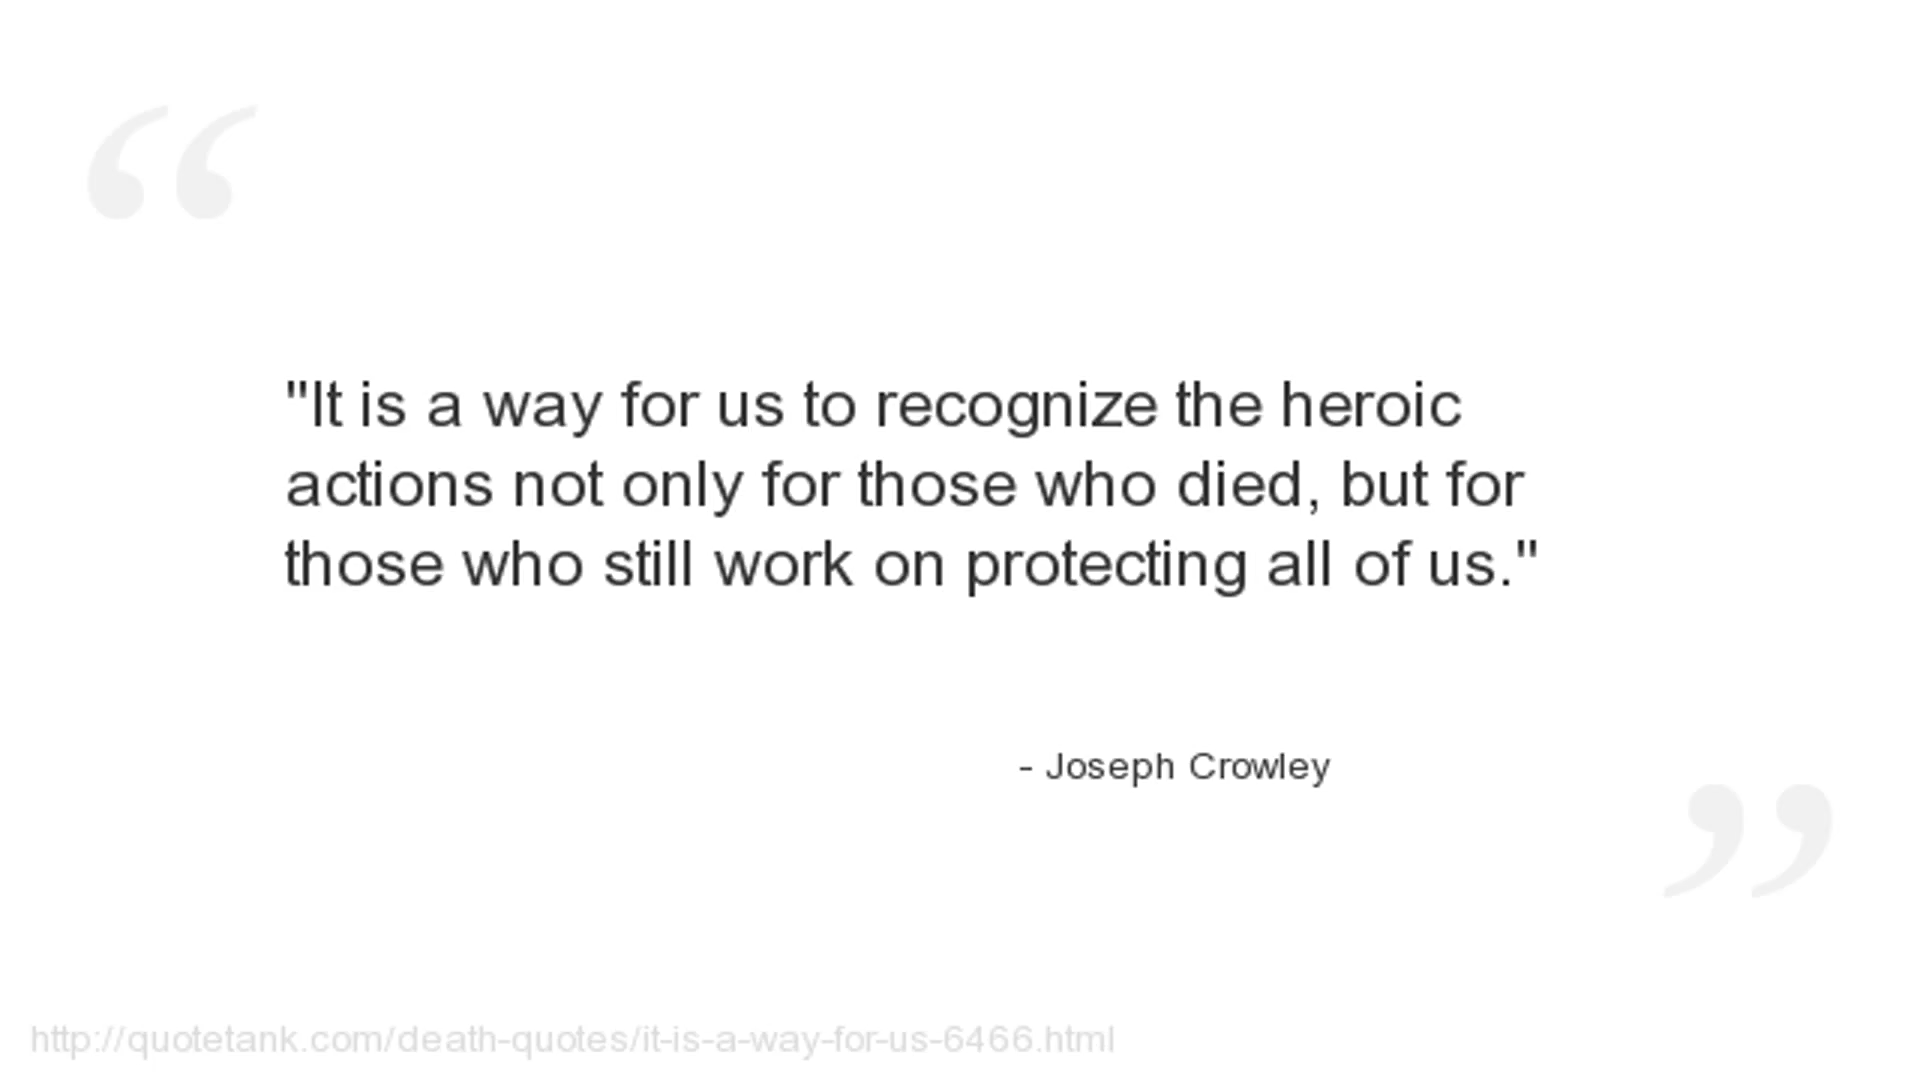 "It is a way for us to recognize the heroic
actions not only for those who died, but for
those who still work on protecting all of us."
- Joseph Crowley
http://quotetank.com/death-quotes/it-is-a-way-for-us-6466.html